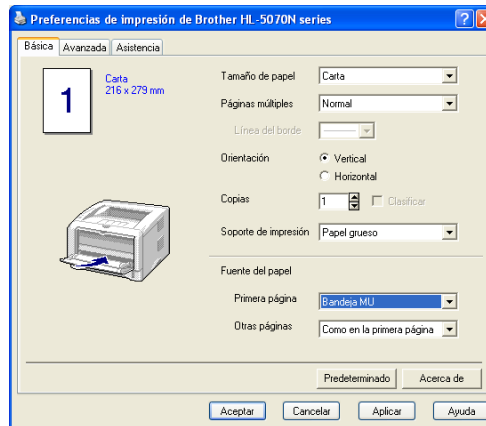 Preferencias de impresión de Brother HL-5070N series
Básica Avanzada Asistencia
1
Carta
216 x 279 mm
Tamaño de papel Carta
Páginas múltiples Normal
Línea del borde
Orientación Vertical
Horizontal
Copias 1 Clasificar
Soporte de impresión Papel grueso
Fuente del papel
Primera página Bandeja MU
Otras páginas Como en la primera página
Predeterminado Acerca de
Aceptar Cancelar Aplicar Ayuda